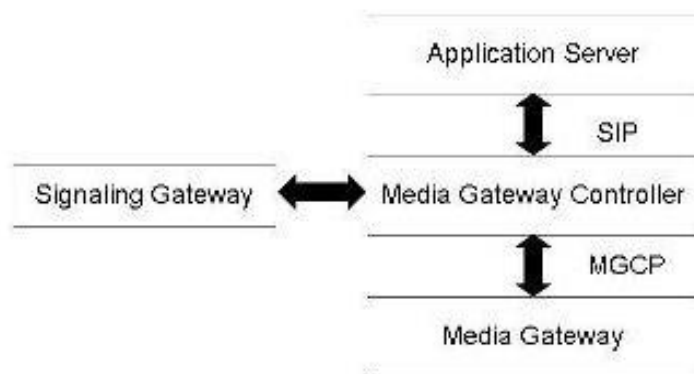 Application Server
SIP
Signaling Gateway
Media Gateway Controller
MGCP
Media Gateway